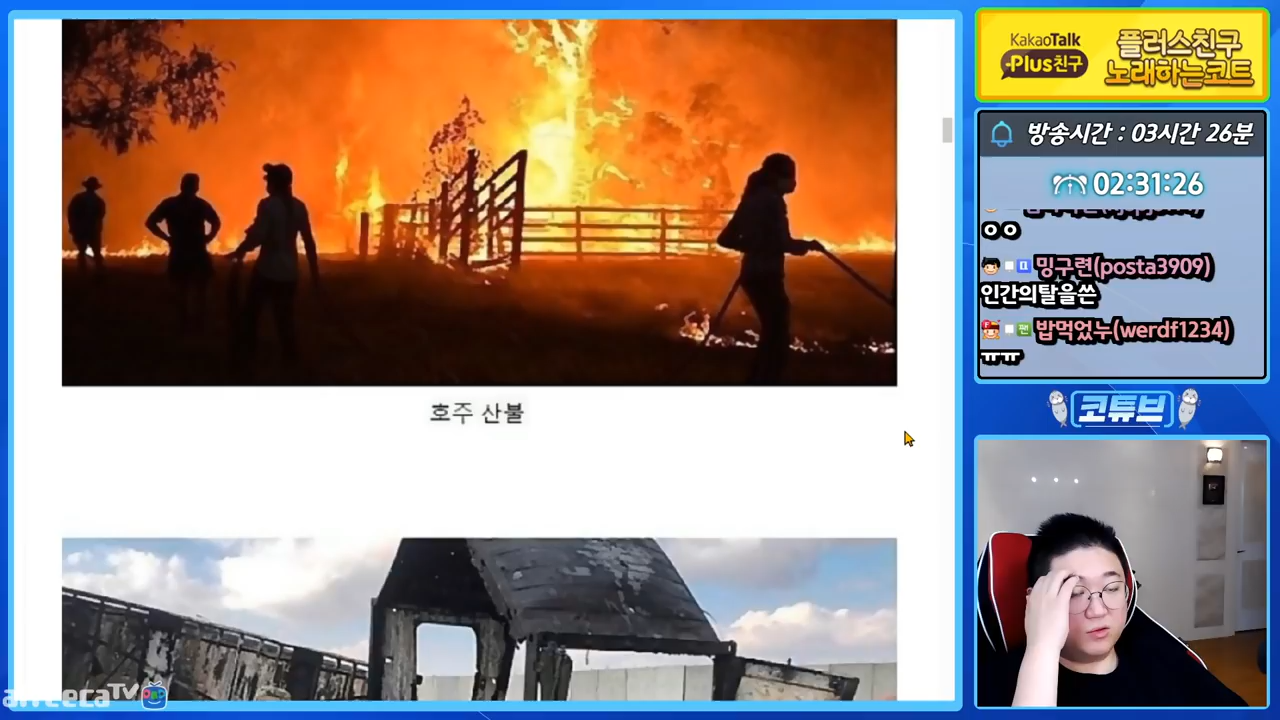 호주 산불
KakaoTalk
Plus친구
플러스친구
노래하는코트
방송시간 : 03시간 26분
02:31:26
ㅇㅇ
밍구련(posta3909)
인간의탈을쓴
팬 밥먹었누(werdf1234)
ㅠㅠ
코튜브
afreecaTV